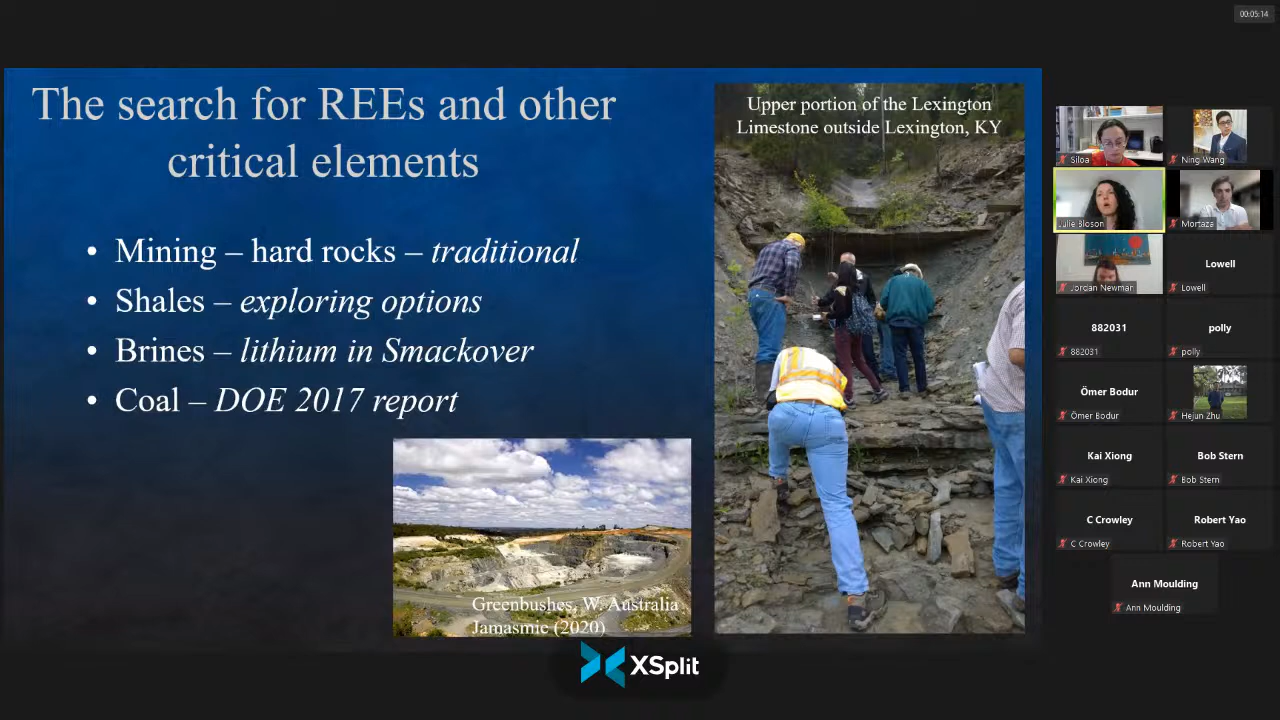 00:05:14
The search for REEs and other
critical elements
• Mining – hard rocks – traditional
• Shales – exploring options
• Brines – lithium in Smackover
• Coal – DOE 2017 report
Upper portion of the Lexington
Limestone outside Lexington, KY
Greenbushes, W. Australia
Jamasmie (2020)
Siloa
Ning Wang
Julie Bloson
Mortaza
Jordan Newman
Lowell
Lowell
882031
882031
polly
polly
Ömer Bodur
Ömer Bodur
Hejun Zhu
Kai Xiong
Kai Xiong
Bob Stern
Bob Stern
C Crowley
C Crowley
Robert Yao
Robert Yao
Ann Moulding
Ann Moulding
XSplit